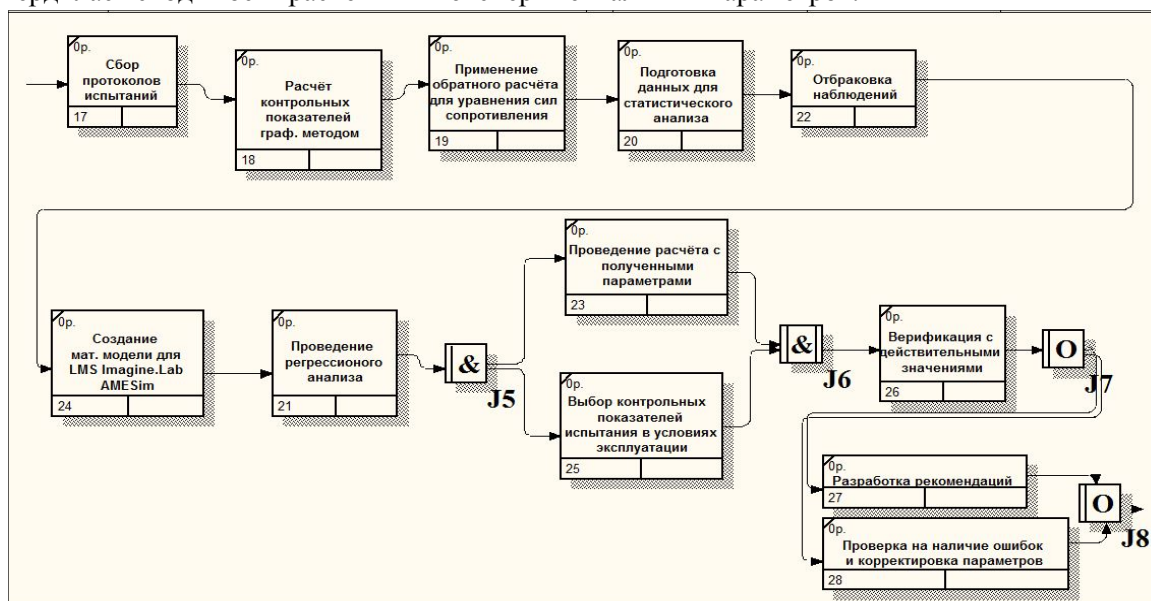 0р.
Сбор
протоколов
испытаний
17
0р.
Расчёт
контрольных
показателей
граф. методом
18
0р.
Применение
обратного расчёта
для уравнения сил
сопротивления
19
0р.
Подготовка
данных для
статистического
анализа
20
0р.
Отбраковка
наблюдений
22
0р.
Создание
мат. модели для
LMS Imagine.Lab
AMESim
24
0р.
Проведение
регрессионого
анализа
21
&
J5
0р.
Проведение расчёта с
полученными
параметрами
23
0р.
Выбор контрольных
показателей
испытания в условиях
эксплуатации
25
&
J6
0р.
Верификация с
действительными
значениями
26
O
J7
0р.
Разработка рекомендаций
27
0р.
Проверка на наличие ошибок
и корректировка параметров
28
O
J8